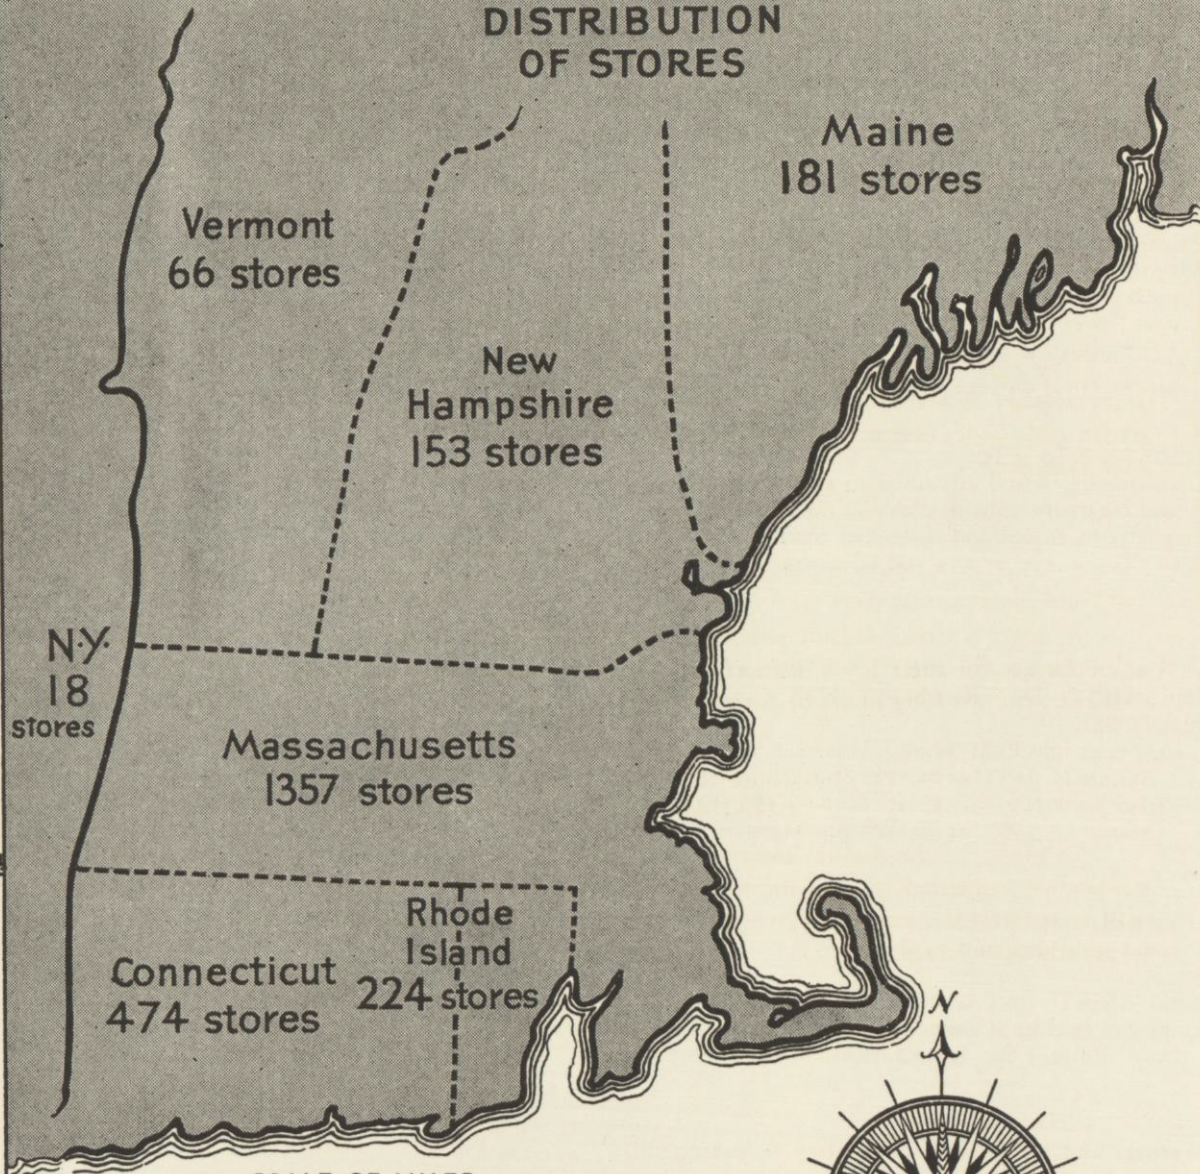 DISTRIBUTION
OF STORES
Maine
181 stores
Vermont
66 stores
New
Hampshire
153 stores
N.Y.
18
stores
Massachusetts
1357 stores
Rhode
Island
224 stores
Connecticut
474 stores
N